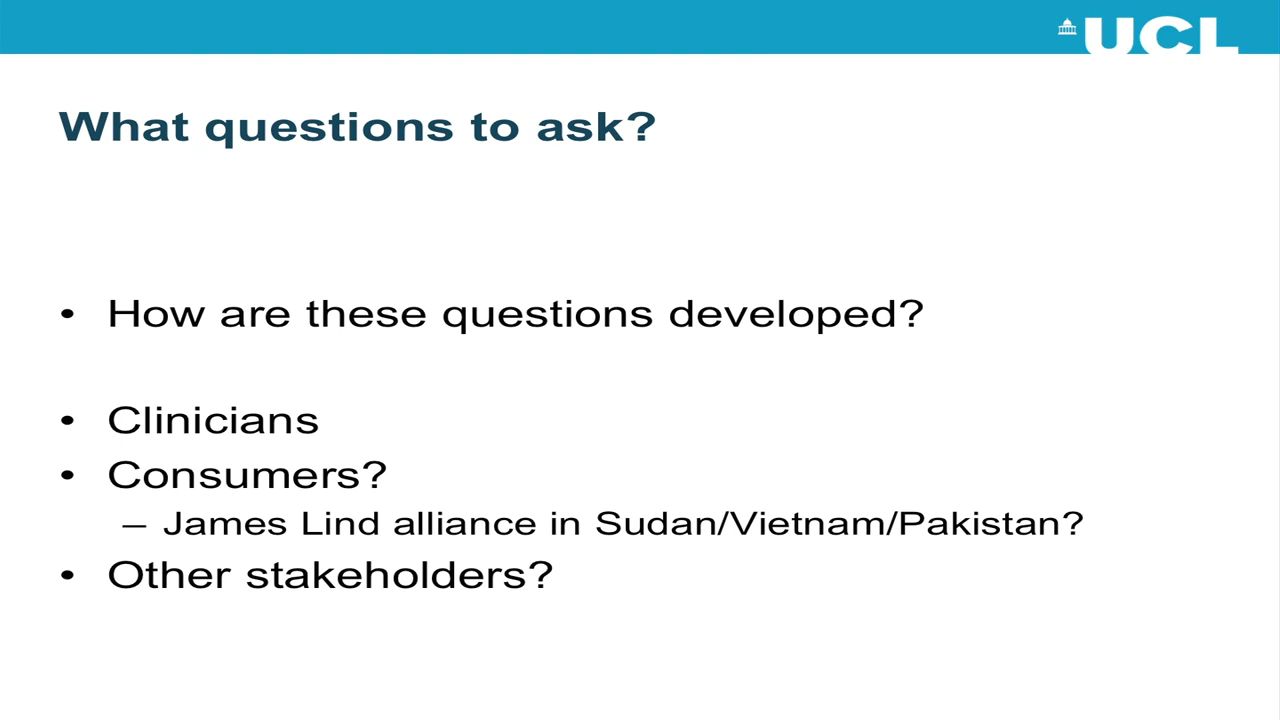 UCL
What questions to ask?
• How are these questions developed?
• Clinicians
• Consumers?
– James Lind alliance in Sudan/Vietnam/Pakistan?
• Other stakeholders?